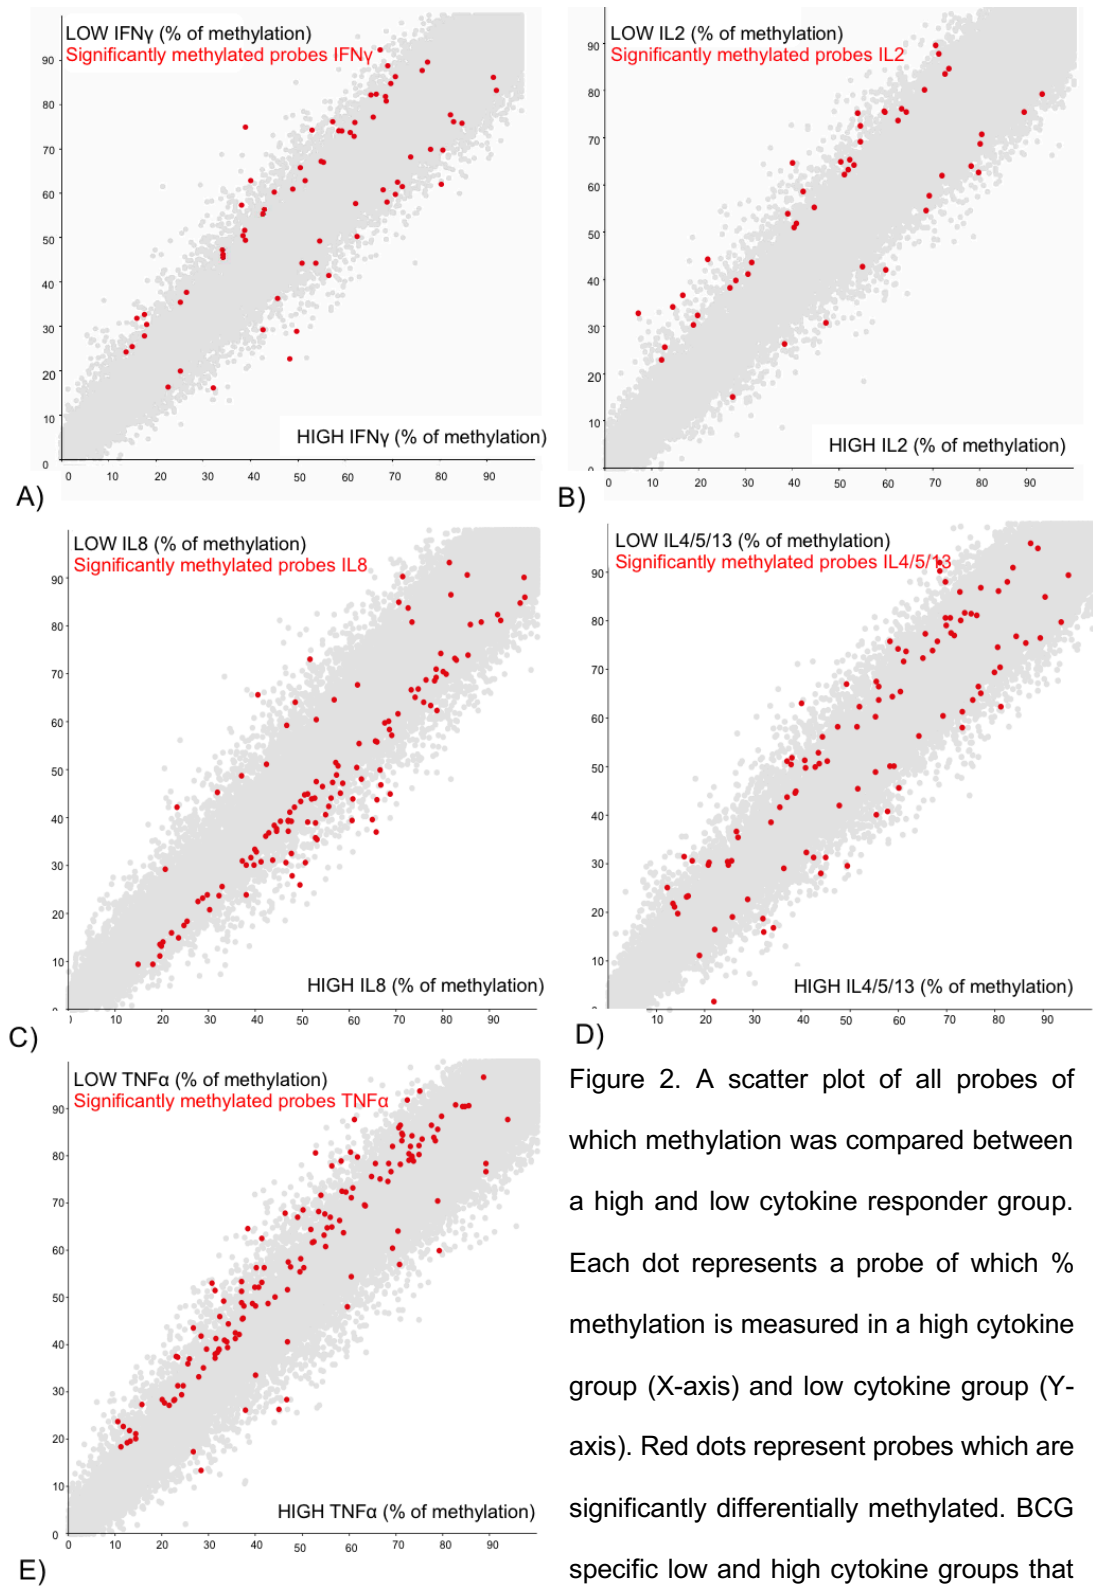 LOW IFNγ (% of methylation)
Significantly methylated probes IFNγ
90
80
70
60
50
40
30
20
10
0
HIGH IFNγ (% of methylation)
0 10 20 30 40 50 60 70 80 90
A)
LOW IL2 (% of methylation)
Significantly methylated probes IL2
90
80
70
60
50
40
30
20
10
0
HIGH IL2 (% of methylation)
0 10 20 30 40 50 60 70 80 90
B)
LOW IL8 (% of methylation)
Significantly methylated probes IL8
90
80
70
60
50
40
30
20
10
0
HIGH IL8 (% of methylation)
0 10 20 30 40 50 60 70 80 90
C)
LOW IL4/5/13 (% of methylation)
Significantly methylated probes IL4/5/13
90
80
70
60
50
40
30
20
10
0
HIGH IL4/5/13 (% of methylation)
10 20 30 40 50 60 70 80 90
D)
LOW TNFα (% of methylation)
Significantly methylated probes TNFα
90
80
70
60
50
40
30
20
10
0
HIGH TNFα (% of methylation)
0 10 20 30 40 50 60 70 80 90
E)
Figure 2. A scatter plot of all probes of
which methylation was compared between
a high and low cytokine responder group.
Each dot represents a probe of which %
methylation is measured in a high cytokine
group (X-axis) and low cytokine group (Y-
axis). Red dots represent probes which are
significantly differentially methylated. BCG
specific low and high cytokine groups that